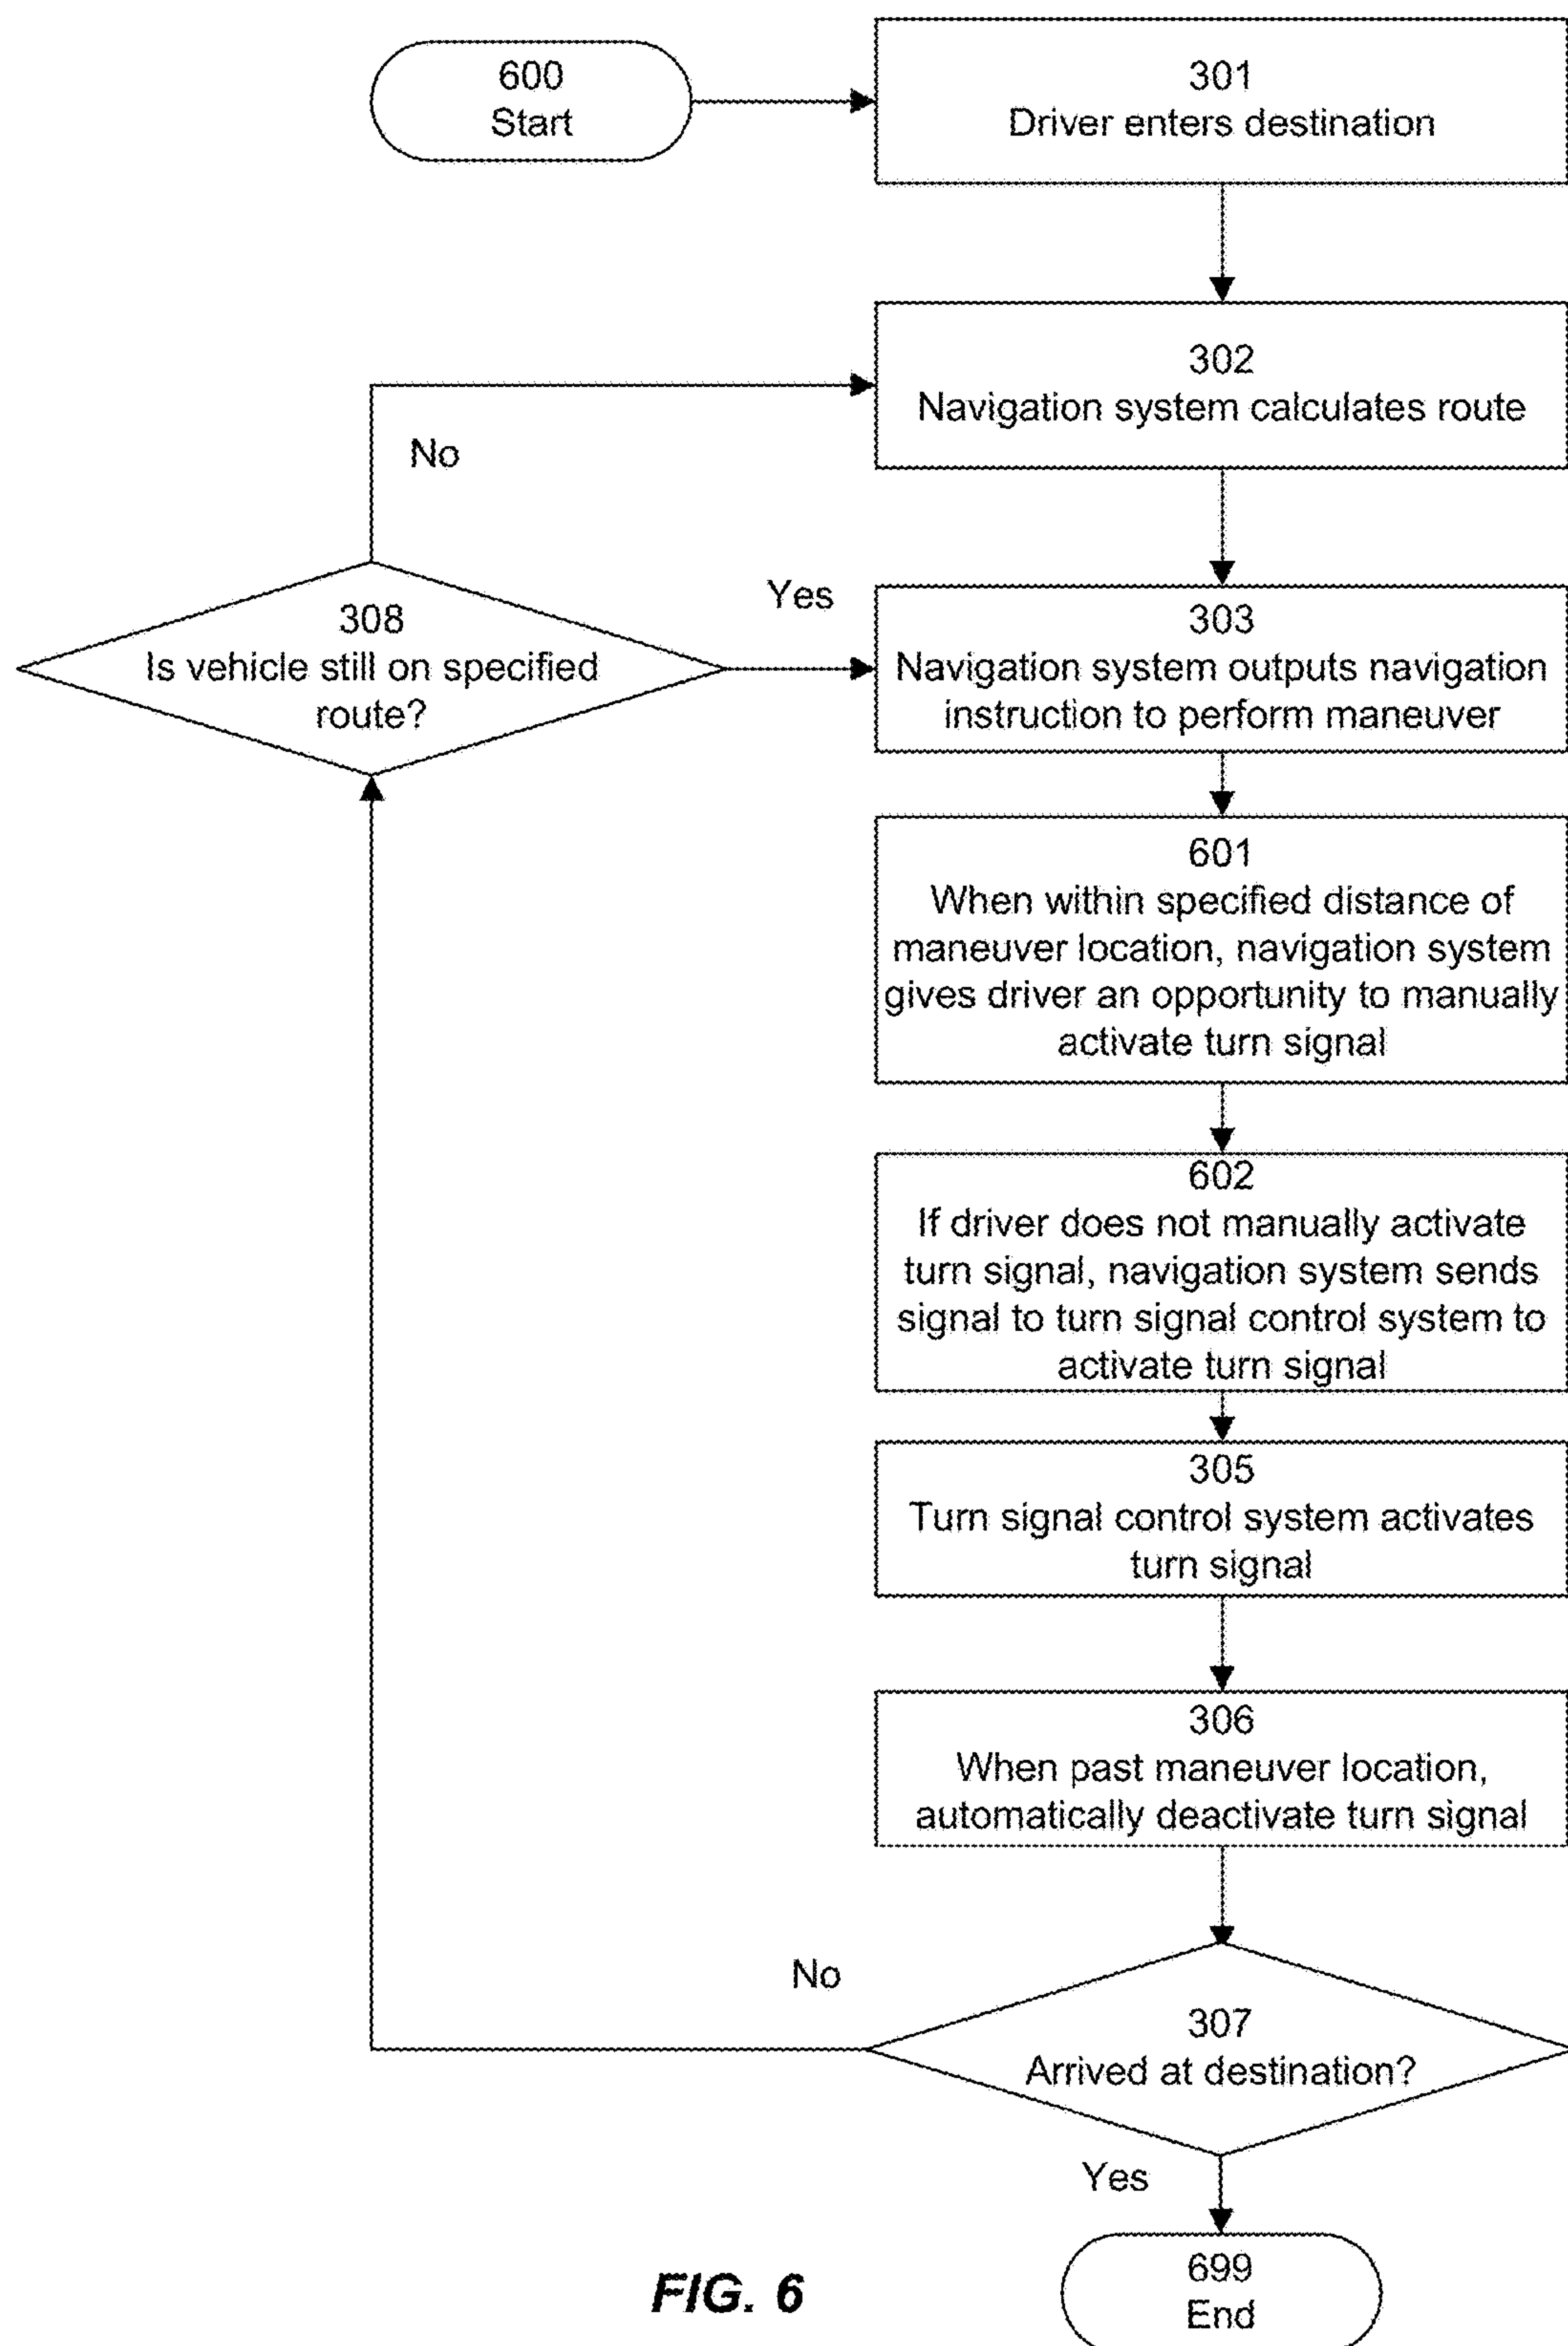 600
Start
301
Driver enters destination
302
Navigation system calculates route
No
308
Is vehicle still on specified
route?
Yes
303
Navigation system outputs navigation
instruction to perform maneuver
601
When within specified distance of
maneuver location, navigation system
gives driver an opportunity to manually
activate turn signal
602
If driver does not manually activate
turn signal, navigation system sends
signal to turn signal control system to
activate turn signal
305
Turn signal control system activates
turn signal
306
When past maneuver location,
automatically deactivate turn signal
No
307
Arrived at destination?
Yes
699
End
FIG. 6